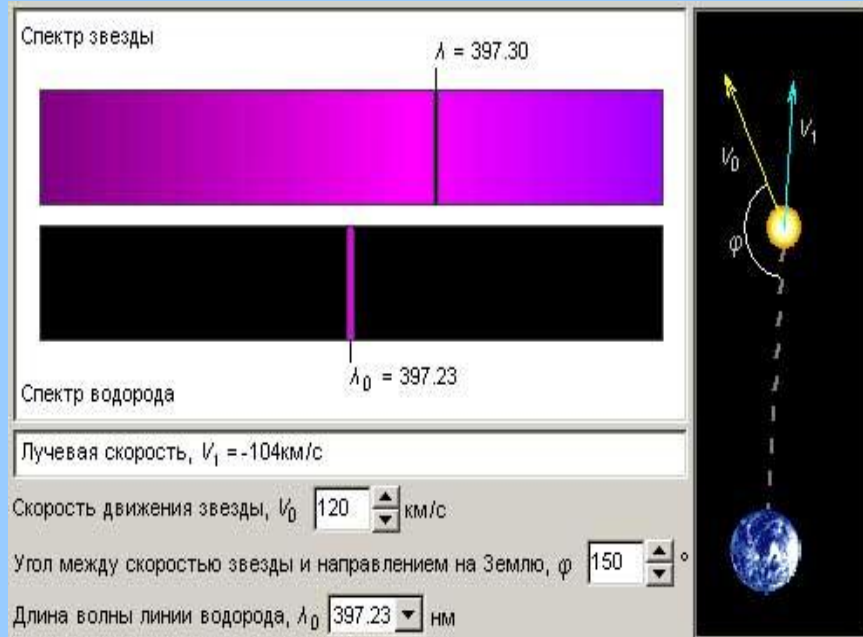 Спектр звезды
λ = 397.30
λ₀ = 397.23
Спектр водорода
Лучевая скорость, V₁ =-104км/с
Скорость движения звезды, V₀ 120 км/с
Угол между скоростью звезды и направлением на Землю, φ 150 °
Длина волны линии водорода, λ₀ 397.23 нм
V₀
V₁
φ